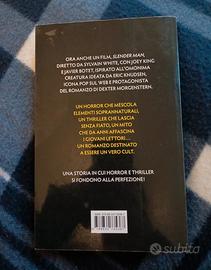 ORA ANCHE UN FILM, SLENDER MAN,
DIRETTO DA SYLVAIN WHITE, CON JOEY KING
E JAVIER BOTET, ISPIRATO ALL'OMONIMA
CREATURA IDEATA DA ERIC KNUDSEN,
ICONA POP SUL WEB E PROTAGONISTA
DEL ROMANZO DI DEXTER MORGENSTERN.
UN HORROR CHE MESCOLA
ELEMENTI SOPRANNATURALI,
UN THRILLER CHE LASCIA
SENZA FIATO, UN MITO
CHE DA ANNI AFFASCINA
I GIOVANI LETTORI...
UN ROMANZO DESTINATO
A ESSERE UN VERO CULT.
UNA STORIA IN CUI HORROR E THRILLER
SI FONDONO ALLA PERFEZIONE!
subito